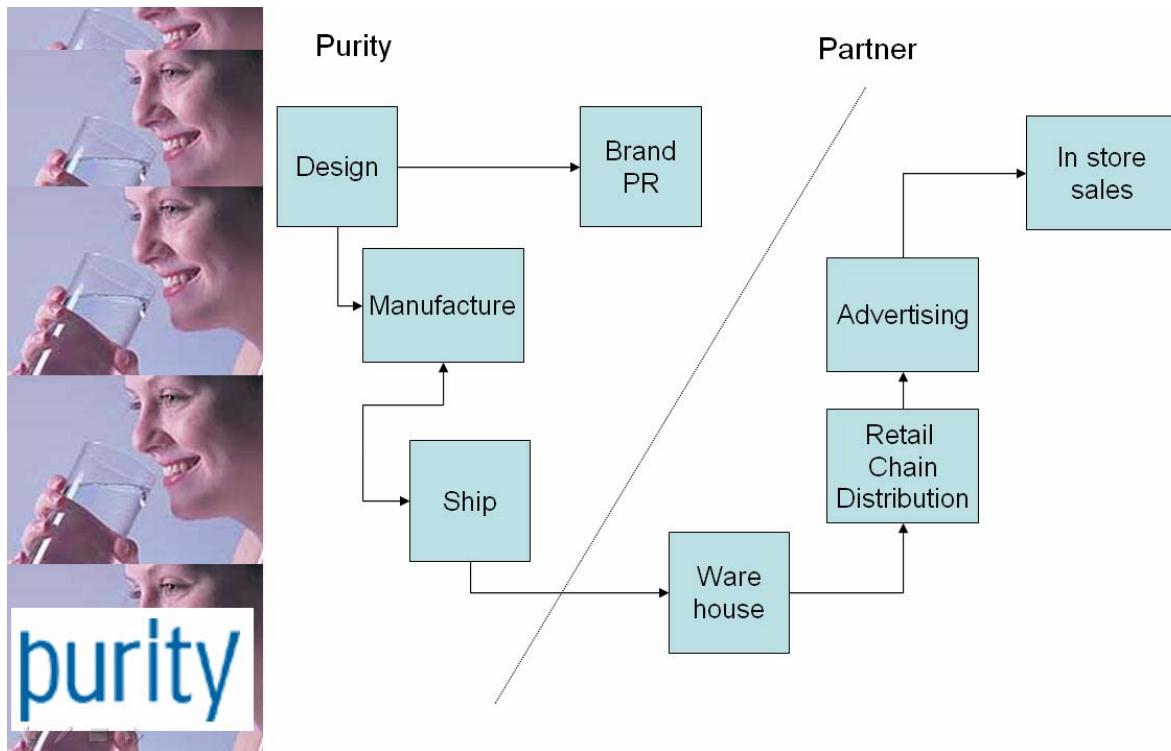 Purity
Partner
Design
Brand
PR
In store
sales
Manufacture
Advertising
Retail
Chain
Distribution
Ship
Ware
house
purity